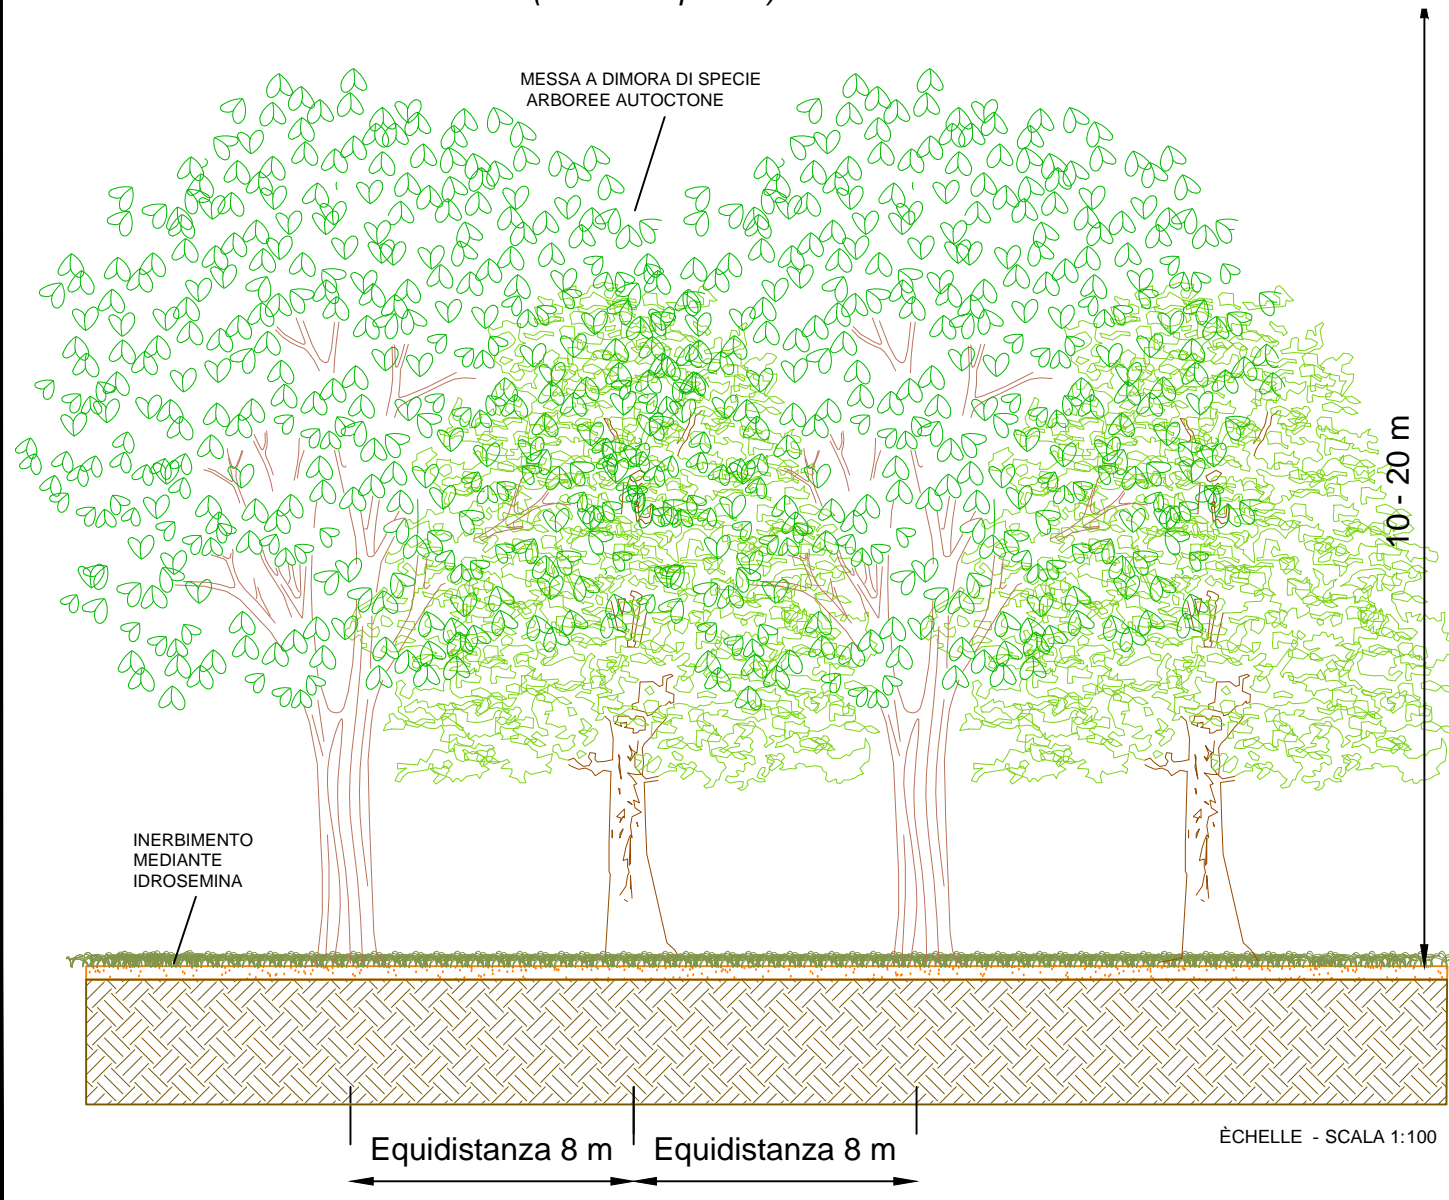 MESSA A DIMORA DI SPECIE
ARBOREE AUTOCTONE
10 - 20 m
INERBIMENTO
MEDIANTE
IDROSEMINA
Equidistanza 8 m
Equidistanza 8 m
ÈCHELLE - SCALA 1:100